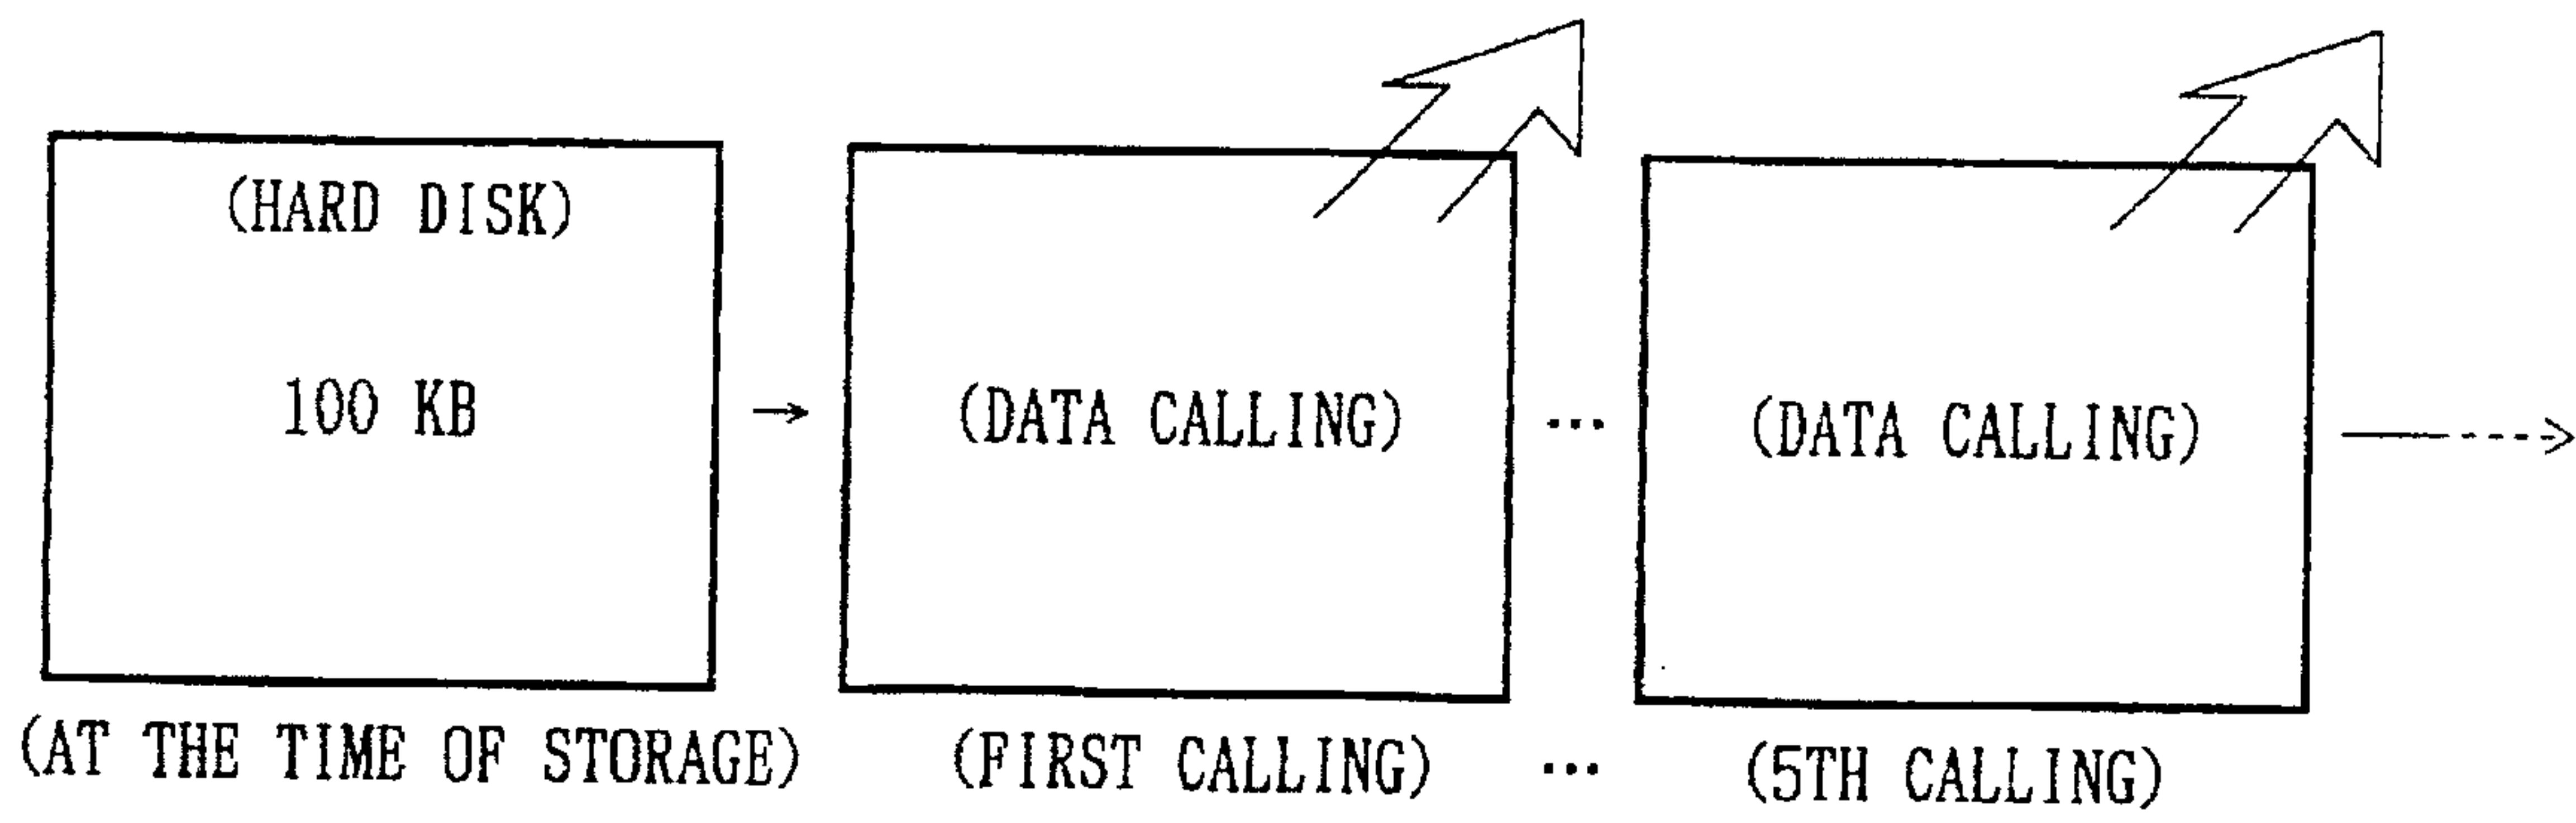 (HARD DISK)
100 KB
(DATA CALLING) ... (DATA CALLING)
(AT THE TIME OF STORAGE) (FIRST CALLING) ... (5TH CALLING)